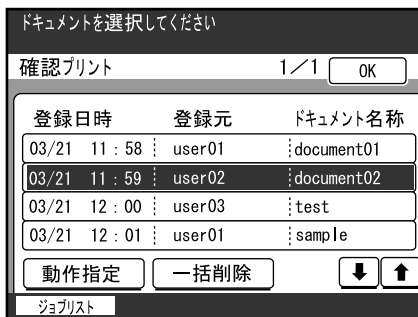 ドキュメントを選択してください
確認プリント 1／1 OK
登録日時 登録元 ドキュメント名称
03/21 11：58 user01 document01
03/21 11：59 user02 document02
03/21 12：00 user03 test
03/21 12：01 user01 sample
動作指定 一括削除
ジョブリスト